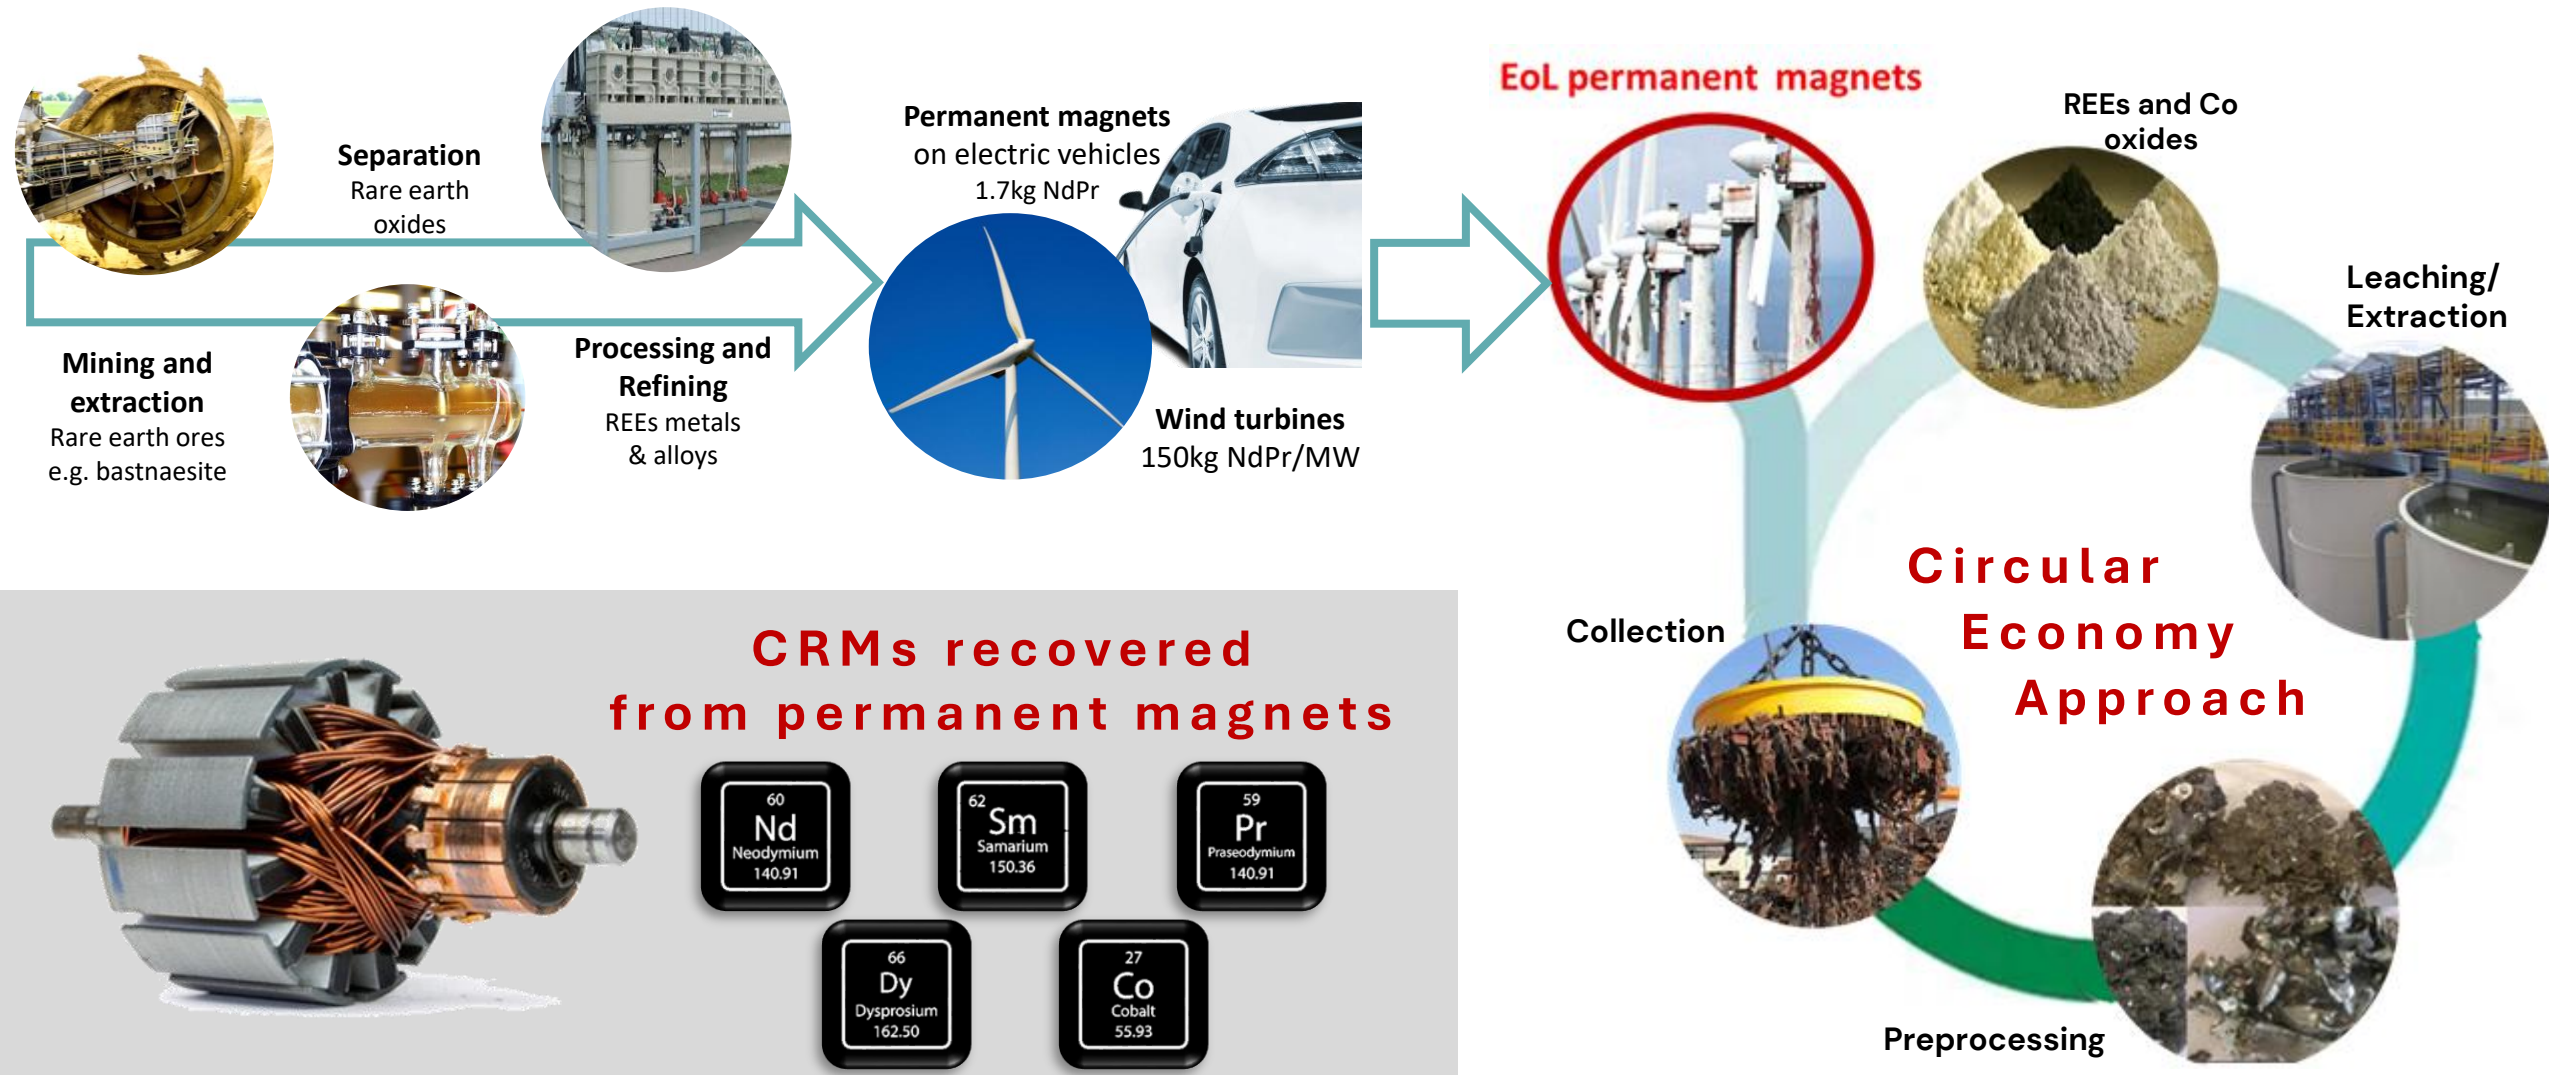 Mining and
extraction
Rare earth ores
e.g. bastnaesite
Separation
Rare earth
oxides
Processing and
Refining
REEs metals
& alloys
Permanent magnets
on electric vehicles
1.7kg NdPr
Wind turbines
150kg NdPr/MW
EoL permanent magnets
REEs and Co
oxides
Leaching/
Extraction
Collection
Preprocessing
Circular
Economy
Approach
CRMs recovered
from permanent magnets
60
Nd
Neodymium
140.91
62
Sm
Samarium
150.36
59
Pr
Praseodymium
140.91
66
Dy
Dysprosium
162.50
27
Co
Cobalt
55.93